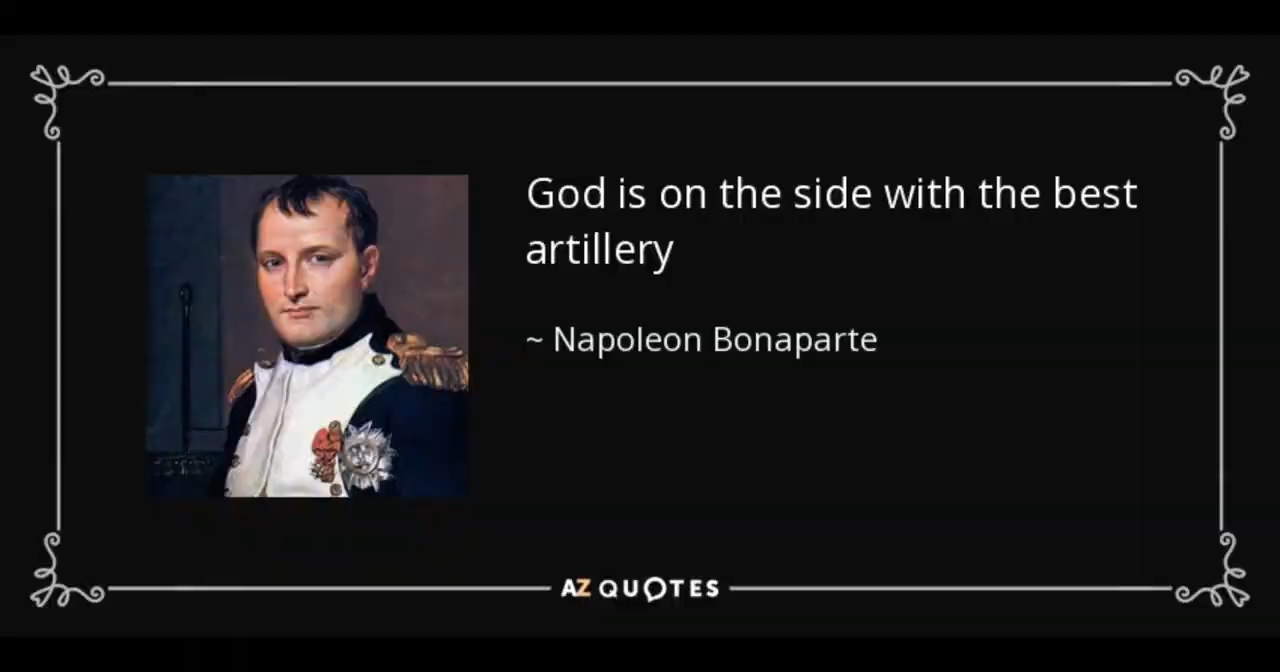 God is on the side with the best
artillery
~ Napoleon Bonaparte
AZ QUOTES